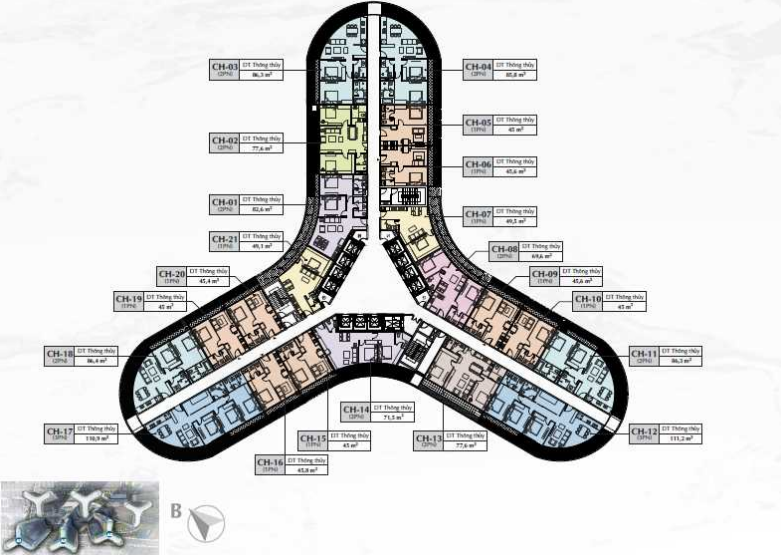 CH-03 DT Thông thủy
(2PN) 86,3 m²
CH-04 DT Thông thủy
(2PN) 85,8 m²
CH-02 DT Thông thủy
(2PN) 77,6 m²
CH-05 DT Thông thủy
(1PN) 45 m²
CH-06 DT Thông thủy
(1PN) 45,6 m²
CH-01 DT Thông thủy
(2PN) 82,6 m²
CH-07 DT Thông thủy
(1PN) 49,5 m²
CH-21 DT Thông thủy
(1PN) 49,1 m²
CH-08 DT Thông thủy
(2PN) 69,6 m²
CH-20 DT Thông thủy
(1PN) 45,4 m²
CH-09 DT Thông thủy
(1PN) 45,6 m²
CH-19 DT Thông thủy
(1PN) 45 m²
CH-10 DT Thông thủy
(1PN) 45 m²
CH-18 DT Thông thủy
(2PN) 86,4 m²
CH-11 DT Thông thủy
(2PN) 86,2 m²
CH-17 DT Thông thủy
(3PN) 110,9 m²
CH-12 DT Thông thủy
(3PN) 111,2 m²
CH-14 DT Thông thủy
(2PN) 71,5 m²
CH-15 DT Thông thủy
(1PN) 45 m²
CH-13 DT Thông thủy
(2PN) 77,6 m²
CH-16 DT Thông thủy
(1PN) 45,8 m²
B